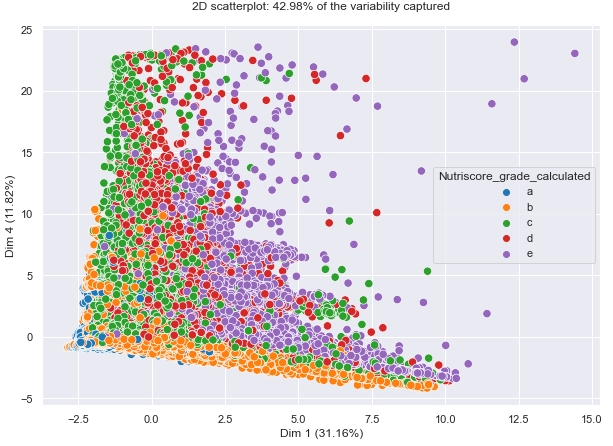 2D scatterplot: 42.98% of the variability captured
25
20
15
10
5
0
−5
Dim 4 (11.82%)
Nutriscore_grade_calculated
a
b
c
d
e
−2.5 0.0 2.5 5.0 7.5 10.0 12.5 15.0
Dim 1 (31.16%)